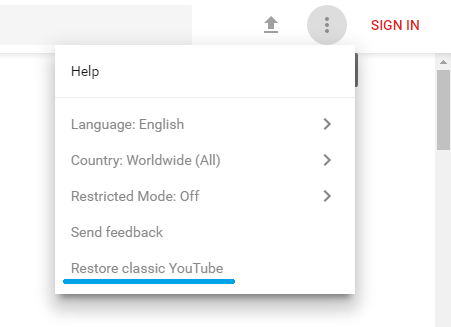 SIGN IN
Help
Language: English
Country: Worldwide (All)
Restricted Mode: Off
Send feedback
Restore classic YouTube